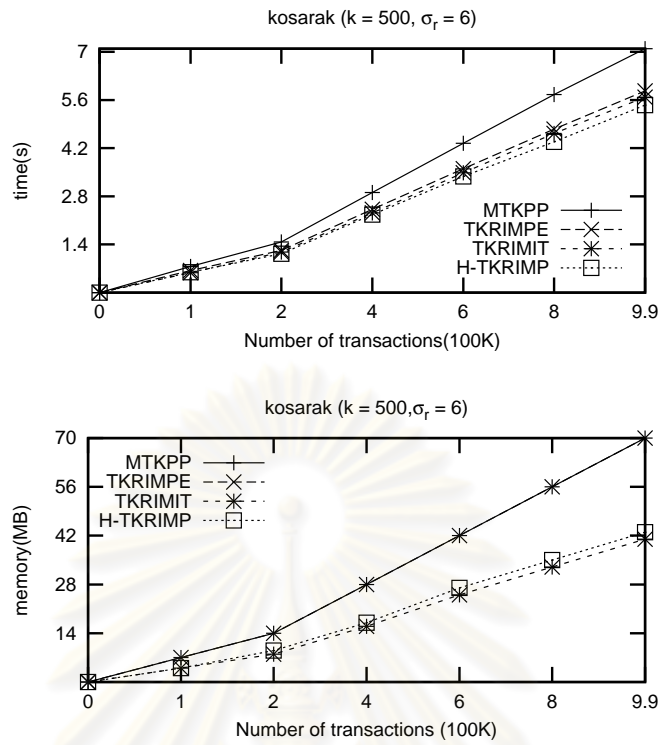 kosarak (k = 500, σr = 6)
7
5.6
4.2
2.8
1.4
time(s)
MTKPP
TKRIMPE
TKRIMIT
H-TKRIMP
0 1 2 4 6 8 9.9
Number of transactions(100K)
kosarak (k = 500,σr = 6)
70
56
42
28
14
memory(MB)
MTKPP
TKRIMPE
TKRIMIT
H-TKRIMP
0 1 2 4 6 8 9.9
Number of transactions (100K)